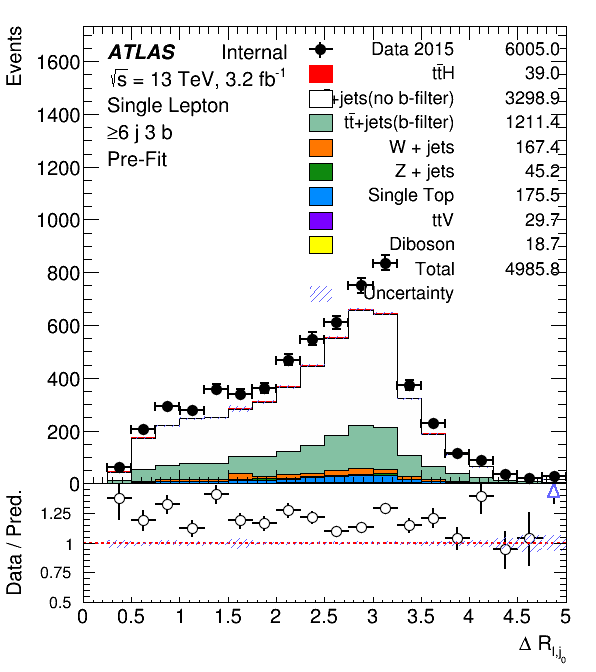 Events
1600
1400
1200
1000
800
600
400
200
0
ATLAS Internal
√s = 13 TeV, 3.2 fb⁻¹
Single Lepton
≥6 j 3 b
Pre-Fit
Data 2015 6005.0
tt̄H 39.0
+jets(no b-filter) 3298.9
tt̄+jets(b-filter) 1211.4
W + jets 167.4
Z + jets 45.2
Single Top 175.5
ttV 29.7
Diboson 18.7
Total 4985.8
Uncertainty
Data / Pred.
1.25
1
0.75
0.5
0 0.5 1 1.5 2 2.5 3 3.5 4 4.5 5
Δ R l,j0